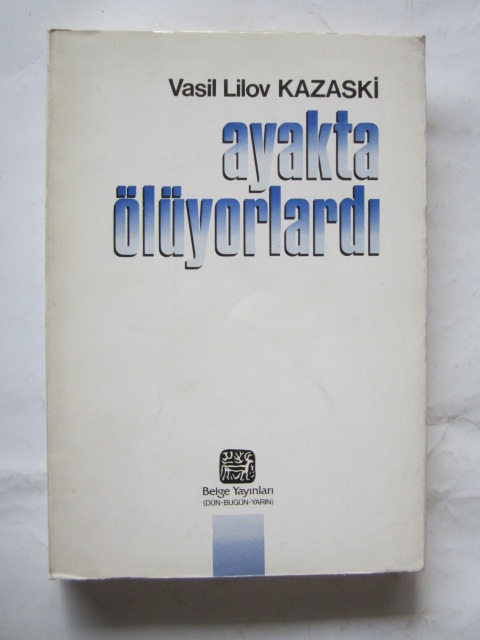 Vasil Lilov KAZASKİ
ayakta
ölüyorlardı
Belge Yayınları
(DÜN-BUGÜN-YARIN)